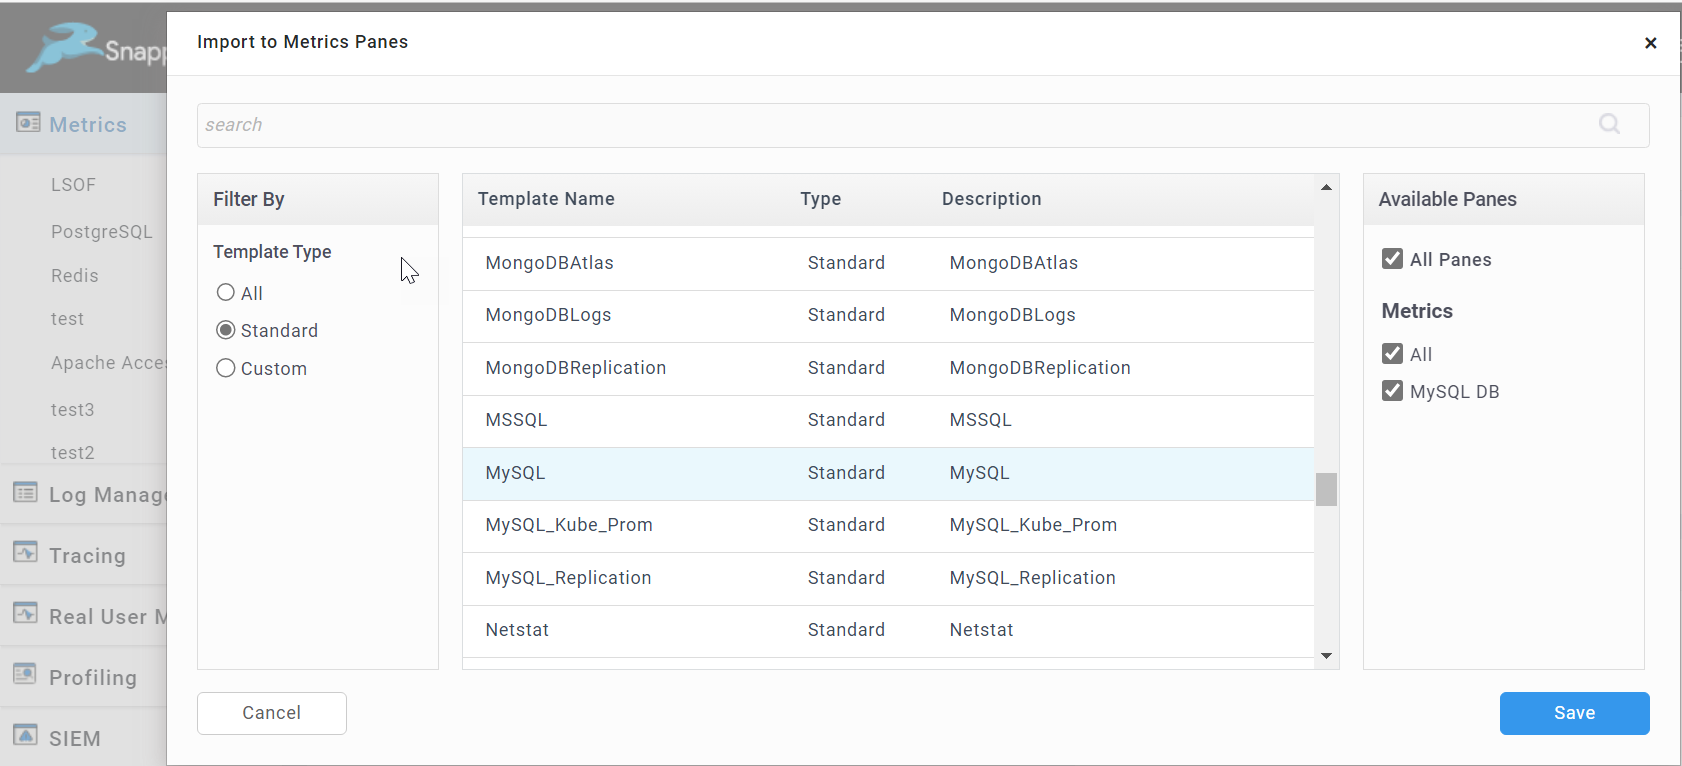 Import to Metrics Panes
×
Snapp
search
Metrics
LSOF
PostgreSQL
Redis
test
Apache Acces
test3
test2
Log Manage
Tracing
Real User M
Profiling
SIEM
Filter By
Template Type
All
Standard
Custom
Template Name Type Description
MongoDBAtlas Standard MongoDBAtlas
MongoDBLogs Standard MongoDBLogs
MongoDBReplication Standard MongoDBReplication
MSSQL Standard MSSQL
MySQL Standard MySQL
MySQL_Kube_Prom Standard MySQL_Kube_Prom
MySQL_Replication Standard MySQL_Replication
Netstat Standard Netstat
Available Panes
All Panes
Metrics
All
MySQL DB
Cancel
Save